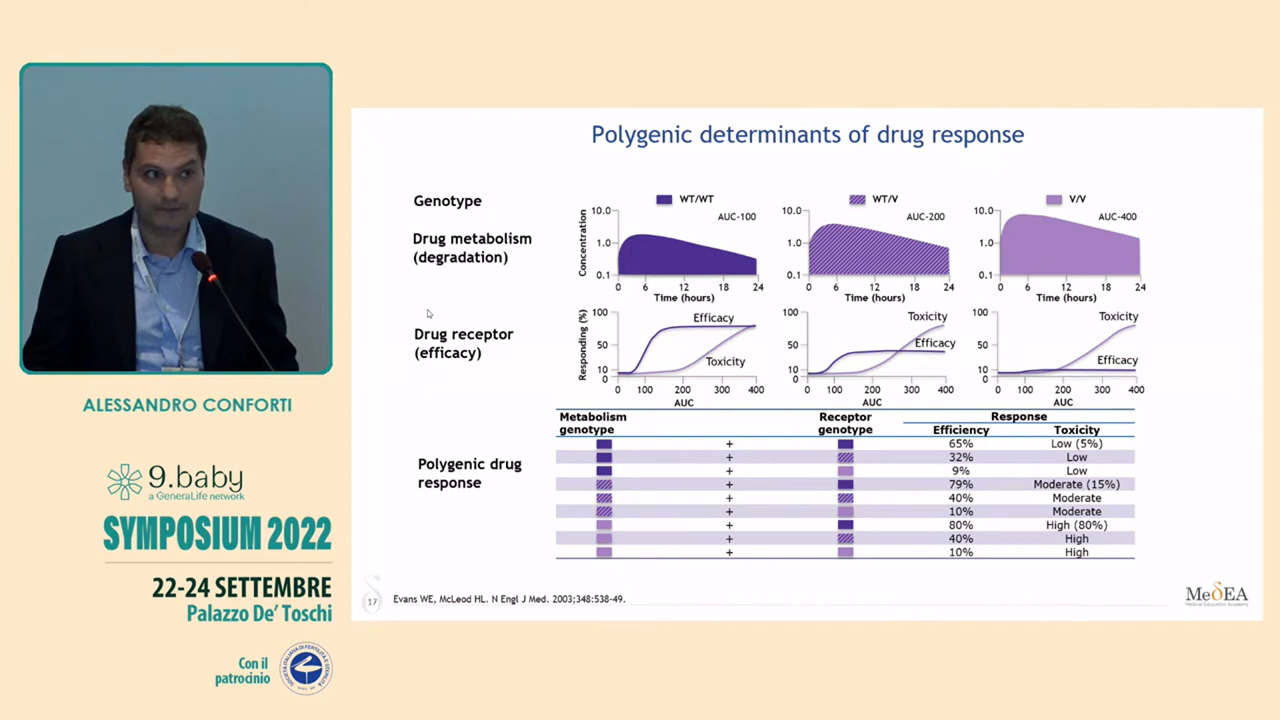 Polygenic determinants of drug response
Genotype
WT/WT
WT/V
V/V
Drug metabolism
(degradation)
Concentration
10.0
1.0
0.1
AUC-100
0 6 12 18 24
Time (hours)
10.0
1.0
0.1
AUC-200
0 6 12 18 24
Time (hours)
10.0
1.0
0.1
AUC-400
0 6 12 18 24
Time (hours)
Drug receptor
(efficacy)
Responding (%)
100
50
10
0
Efficacy
Toxicity
0 100 200 300 400
AUC
100
50
10
0
Toxicity
Efficacy
0 100 200 300 400
AUC
100
50
10
0
Toxicity
Efficacy
0 100 200 300 400
AUC
Polygenic drug
response
Metabolism
genotype
Receptor
genotype
Response
Efficiency Toxicity
+ 65% Low (5%)
+ 32% Low
+ 9% Low
+ 79% Moderate (15%)
+ 40% Moderate
+ 10% Moderate
+ 80% High (80%)
+ 40% High
+ 10% High
17
Evans WE, McLeod HL. N Engl J Med. 2003;348:538-49.
MeδEA
Medical Education Academy
ALESSANDRO CONFORTI
9.baby
a GeneraLife network
SYMPOSIUM 2022
22-24 SETTEMBRE
Palazzo De' Toschi
Con il
patrocinio